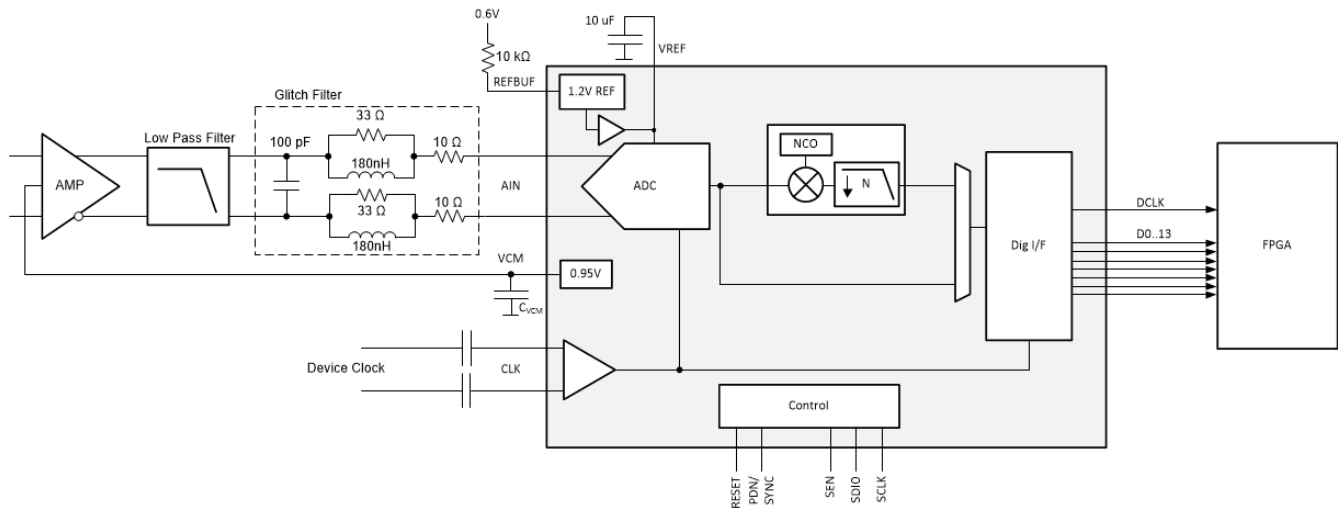 0.6V
10 uF
VREF
10 kΩ
REFBUF
1.2V REF
Glitch Filter
33 Ω
Low Pass Filter
100 pF
10 Ω
180nH
AMP
AIN
ADC
NCO
N
33 Ω
10 Ω
180nH
Dig I/F
DCLK
D0..13
FPGA
VCM
0.95V
CVCM
Device Clock
CLK
Control
RESET
PDN/
SYNC
SEN
SDIO
SCLK